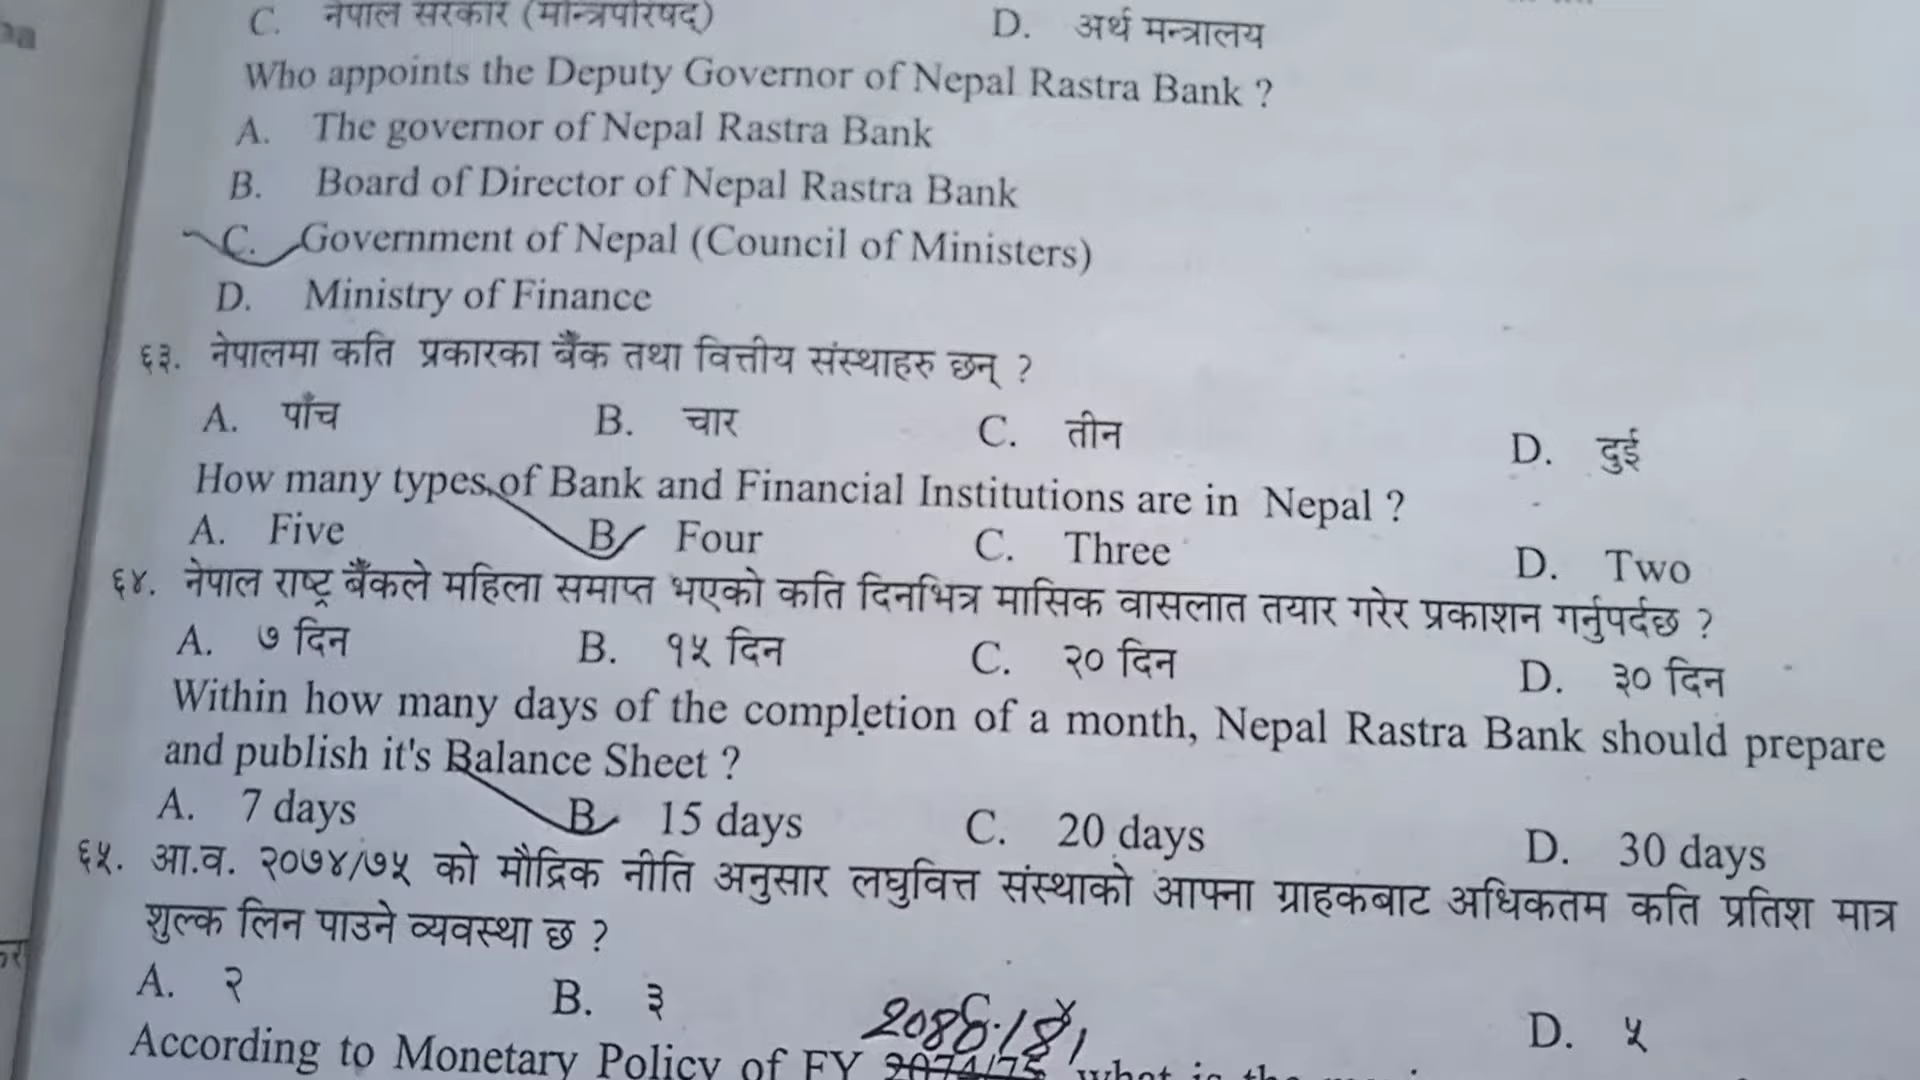 C. नेपाल सरकार (मन्त्रिपरिषद्) D. अर्थ मन्त्रालय
Who appoints the Deputy Governor of Nepal Rastra Bank ?
A. The governor of Nepal Rastra Bank
B. Board of Director of Nepal Rastra Bank
C. Government of Nepal (Council of Ministers)
D. Ministry of Finance
६३. नेपालमा कति प्रकारका बैंक तथा वित्तीय संस्थाहरु छन् ?
A. पाँच B. चार C. तीन D. दुई
How many types of Bank and Financial Institutions are in Nepal ?
A. Five B. Four C. Three D. Two
६४. नेपाल राष्ट्र बैंकले महिला समाप्त भएको कति दिनभित्र मासिक वासलात तयार गरेर प्रकाशन गर्नुपर्दछ ?
A. ७ दिन B. १५ दिन C. २० दिन D. ३० दिन
Within how many days of the completion of a month, Nepal Rastra Bank should prepare
and publish it's Balance Sheet ?
A. 7 days B. 15 days C. 20 days D. 30 days
६५. आ.व. २०७४/७५ को मौद्रिक नीति अनुसार लघुवित्त संस्थाको आफ्ना ग्राहकबाट अधिकतम कति प्रतिश मात्र
शुल्क लिन पाउने व्यवस्था छ ?
A. २ B. ३ C. D. ५
According to Monetary Policy of FY 2074/75 what is the